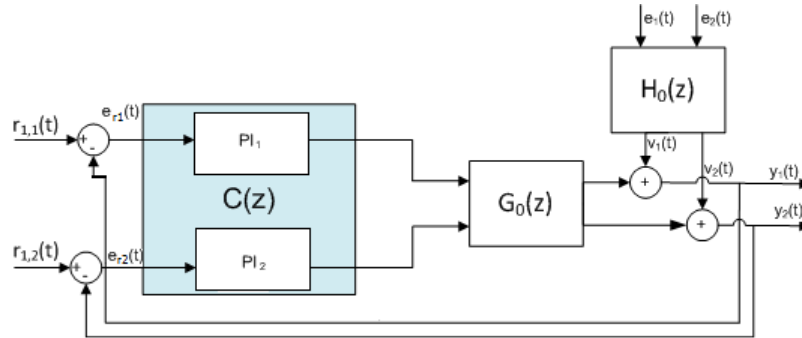 e₁(t)
e₂(t)
H₀(z)
e_r1(t)
r₁,₁(t)
PI₁
v₁(t)
v₂(t)
y₁(t)
+
-
+
C(z)
G₀(z)
y₂(t)
+
r₁,₂(t)
e_r2(t)
PI₂
+
-